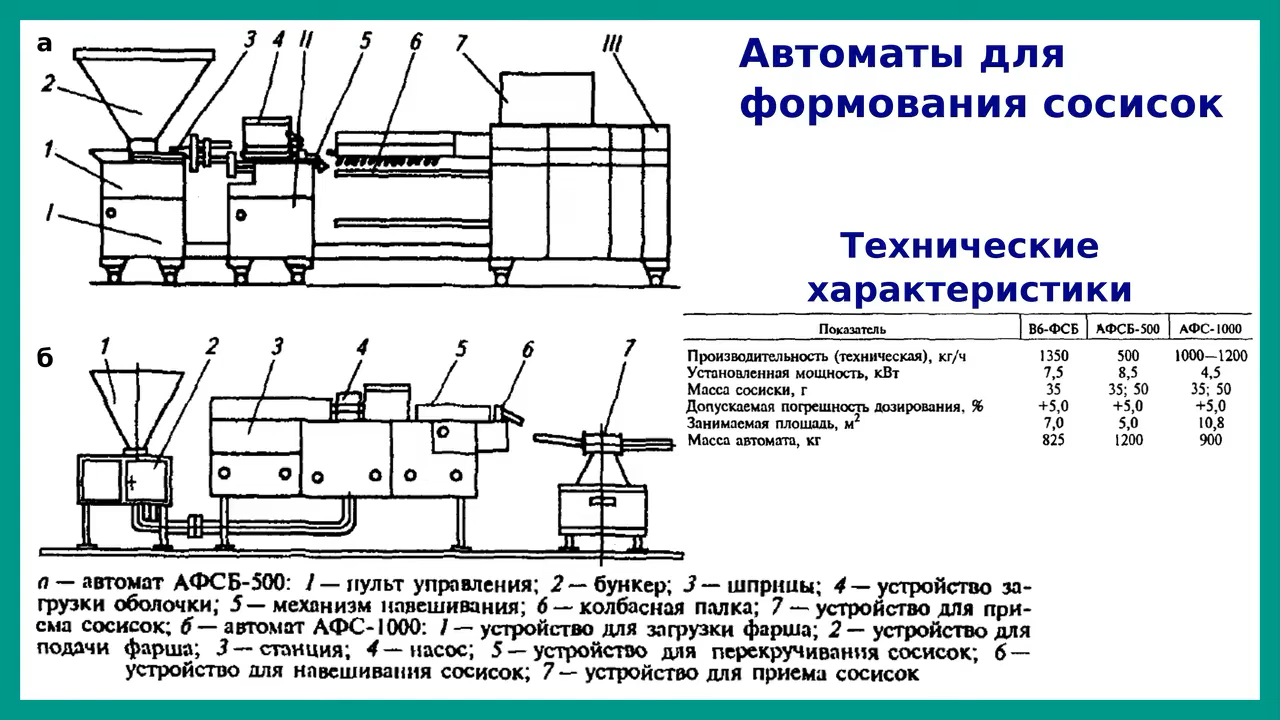 а
3 4 II 5 6 7 III
2
1
I
Автоматы для
формования сосисок
Технические
характеристики
Показатель В6-ФСБ АФСБ-500 АФС-1000
Производительность (техническая), кг/ч 1350 500 1000—1200
Установленная мощность, кВт 7,5 8,5 4,5
Масса сосиски, г 35 35; 50 35; 50
Допускаемая погрешность дозирования, % +5,0 +5,0 +5,0
Занимаемая площадь, м² 7,0 5,0 10,8
Масса автомата, кг 825 1200 900
б
1 2 3 4 5 6 7
а — автомат АФСБ-500: 1 — пульт управления; 2 — бункер; 3 — шприцы; 4 — устройство за-
грузки оболочки; 5 — механизм навешивания; 6 — колбасная палка; 7 — устройство для при-
ема сосисок; б — автомат АФС-1000: 1 — устройство для загрузки фарша; 2 — устройство для
подачи фарша; 3 — станция; 4 — насос; 5 — устройство для перекручивания сосисок; 6 —
устройство для навешивания сосисок; 7 — устройство для приема сосисок